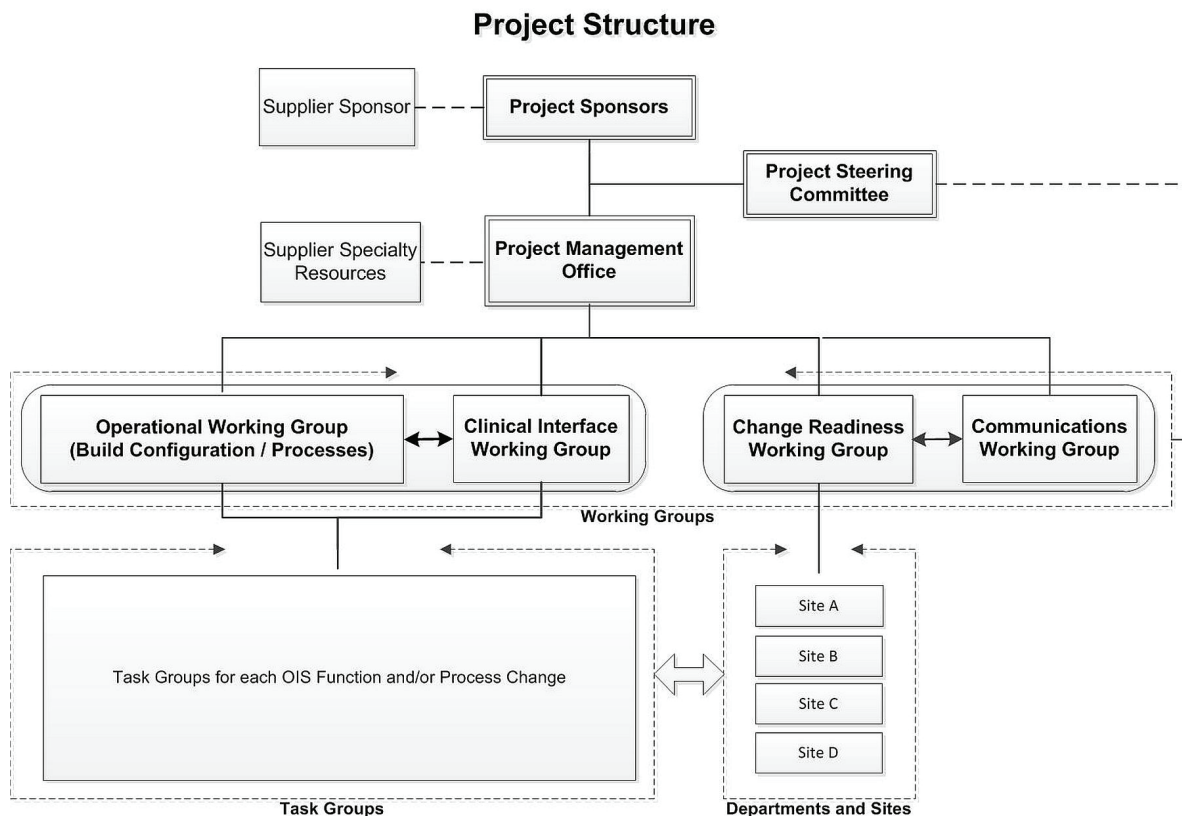 Project Structure
Supplier Sponsor
Project Sponsors
Project Steering
Committee
Supplier Specialty
Resources
Project Management
Office
Operational Working Group
(Build Configuration / Processes)
Clinical Interface
Working Group
Change Readiness
Working Group
Communications
Working Group
Working Groups
Task Groups for each OIS Function and/or Process Change
Site A
Site B
Site C
Site D
Task Groups
Departments and Sites